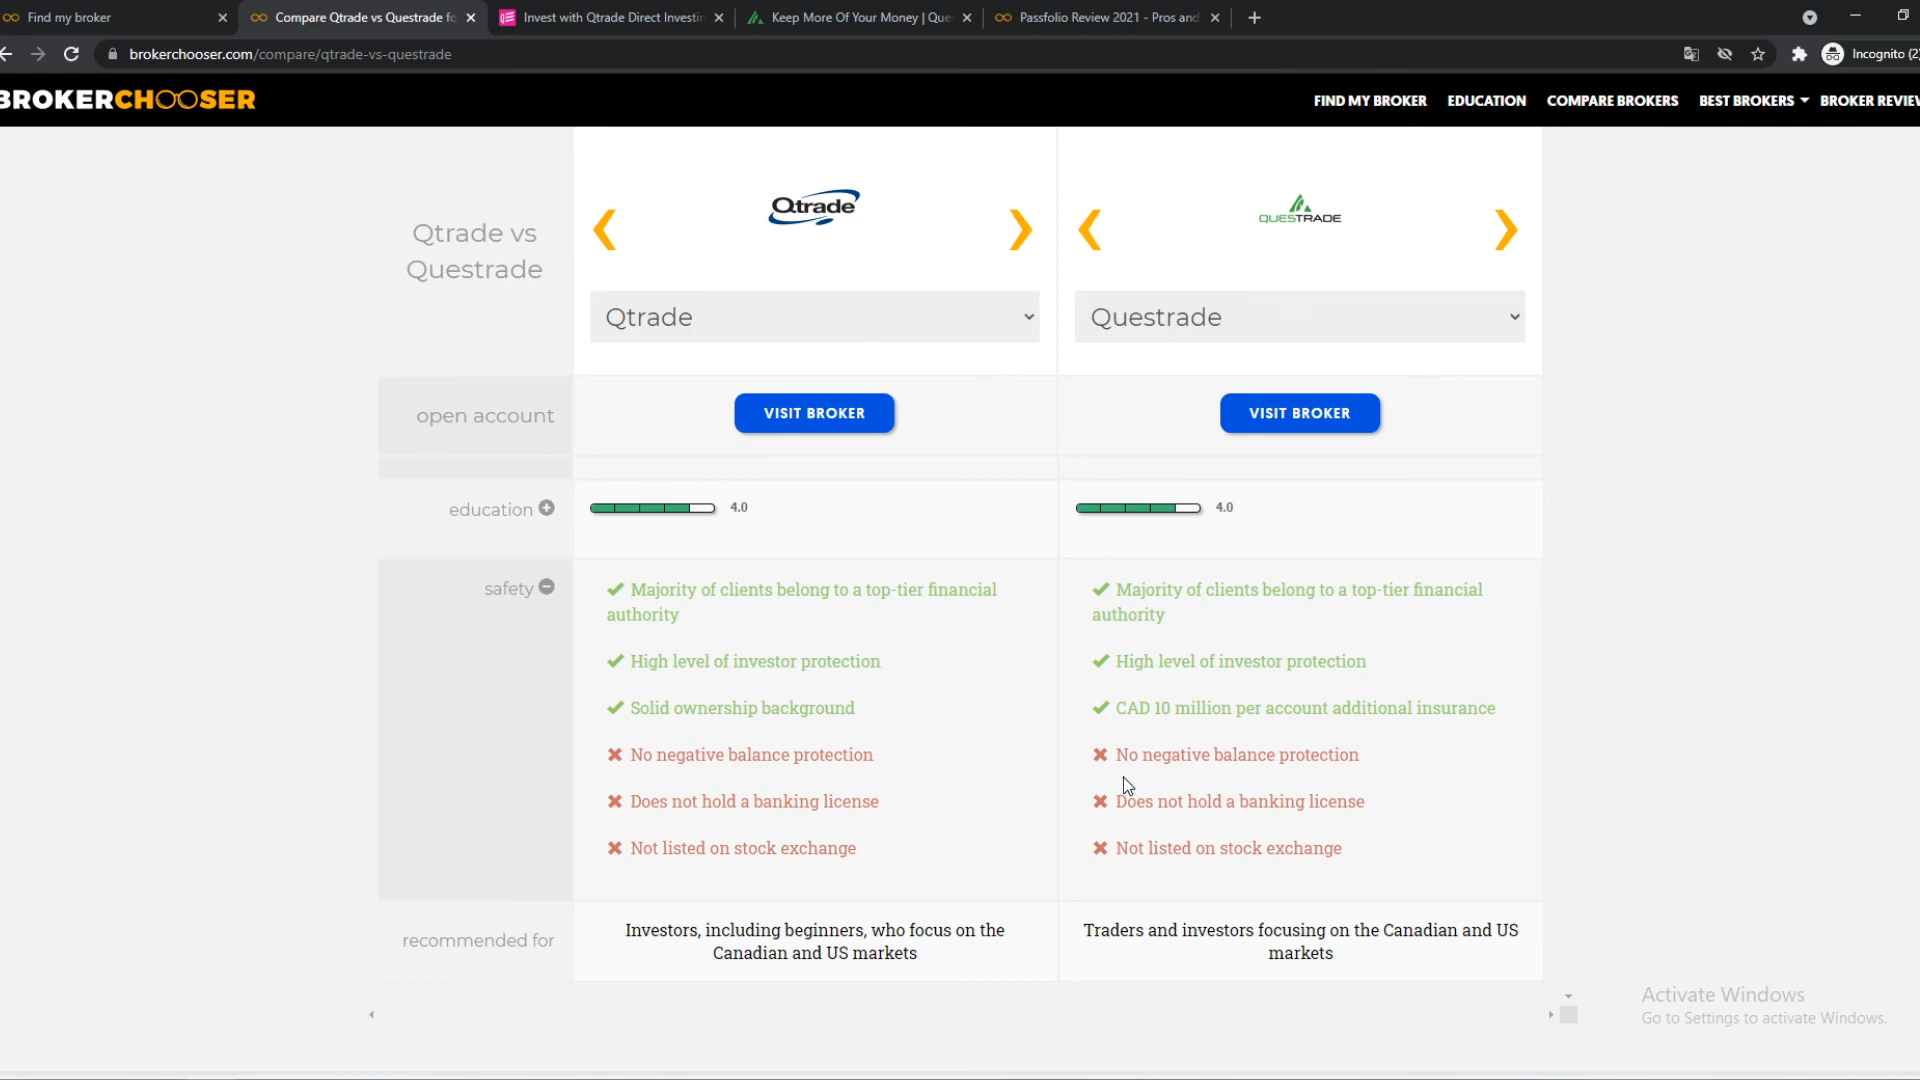 Find my broker
Compare Qtrade vs Questrade fo
Invest with Qtrade Direct Investin
Keep More Of Your Money | Que
Passfolio Review 2021 - Pros and
brokerchooser.com/compare/qtrade-vs-questrade
Incognito (2)
BROKERCHOOSER
FIND MY BROKER
EDUCATION
COMPARE BROKERS
BEST BROKERS
BROKER REVIEW
Qtrade vs
Questrade
Qtrade
QUESTRADE
Qtrade
Questrade
open account
VISIT BROKER
VISIT BROKER
education
4.0
4.0
safety
Majority of clients belong to a top-tier financial
authority
High level of investor protection
Solid ownership background
No negative balance protection
Does not hold a banking license
Not listed on stock exchange
Majority of clients belong to a top-tier financial
authority
High level of investor protection
CAD 10 million per account additional insurance
No negative balance protection
Does not hold a banking license
Not listed on stock exchange
recommended for
Investors, including beginners, who focus on the
Canadian and US markets
Traders and investors focusing on the Canadian and US
markets
Activate Windows
Go to Settings to activate Windows.